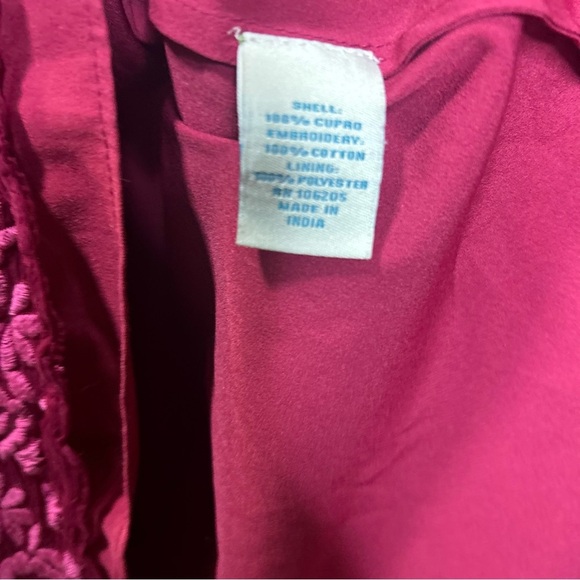 SHELL:
100% CUPRO
EMBROIDERY:
100% COTTON
LINING:
100% POLYESTER
RN 106205
MADE IN
INDIA